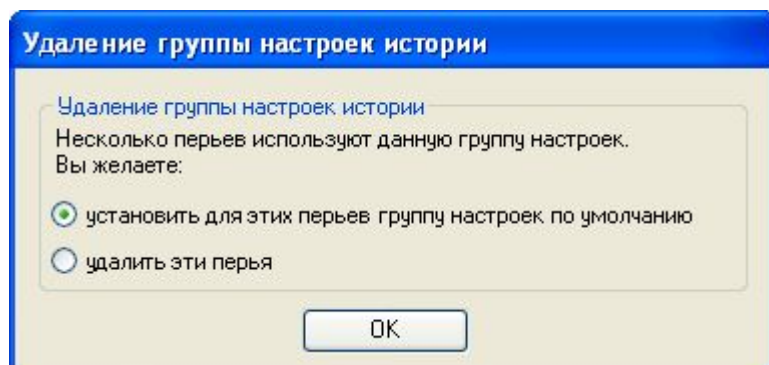 Удаление группы настроек истории
Удаление группы настроек истории
Несколько перьев используют данную группу настроек.
Вы желаете:
установить для этих перьев группу настроек по умолчанию
удалить эти перья
OK